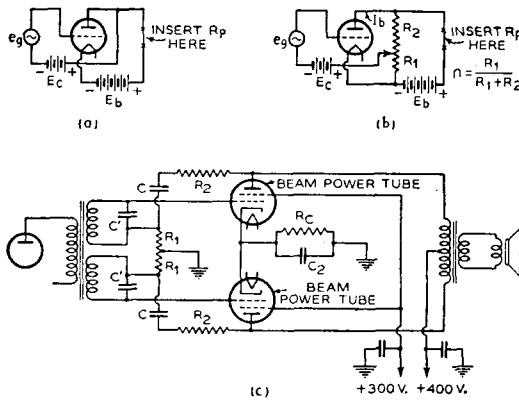 INSERT Rp
HERE
eg
- +
Ec
- +
Eb
(a)
Ib
R2
R1
INSERT Rp
HERE
eg
n = R1 / R1+R2
- +
Ec
- +
Eb
(b)
C
R2
BEAM POWER TUBE
C'
R1
RC
R1
C2
C'
BEAM
POWER TUBE
C
R2
+300 V.
+400 V.
(c)